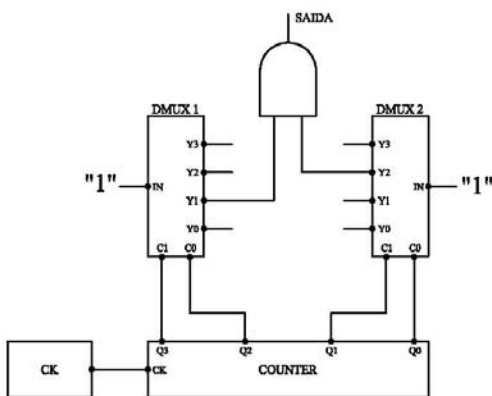 SAIDA
DMUX 1
DMUX 2
Y3
Y3
Y2
Y2
"1"
IN
IN
"1"
Y1
Y1
Y0
Y0
C1
C0
C1
C0
Q3
Q2
Q1
Q0
CK
CK
COUNTER